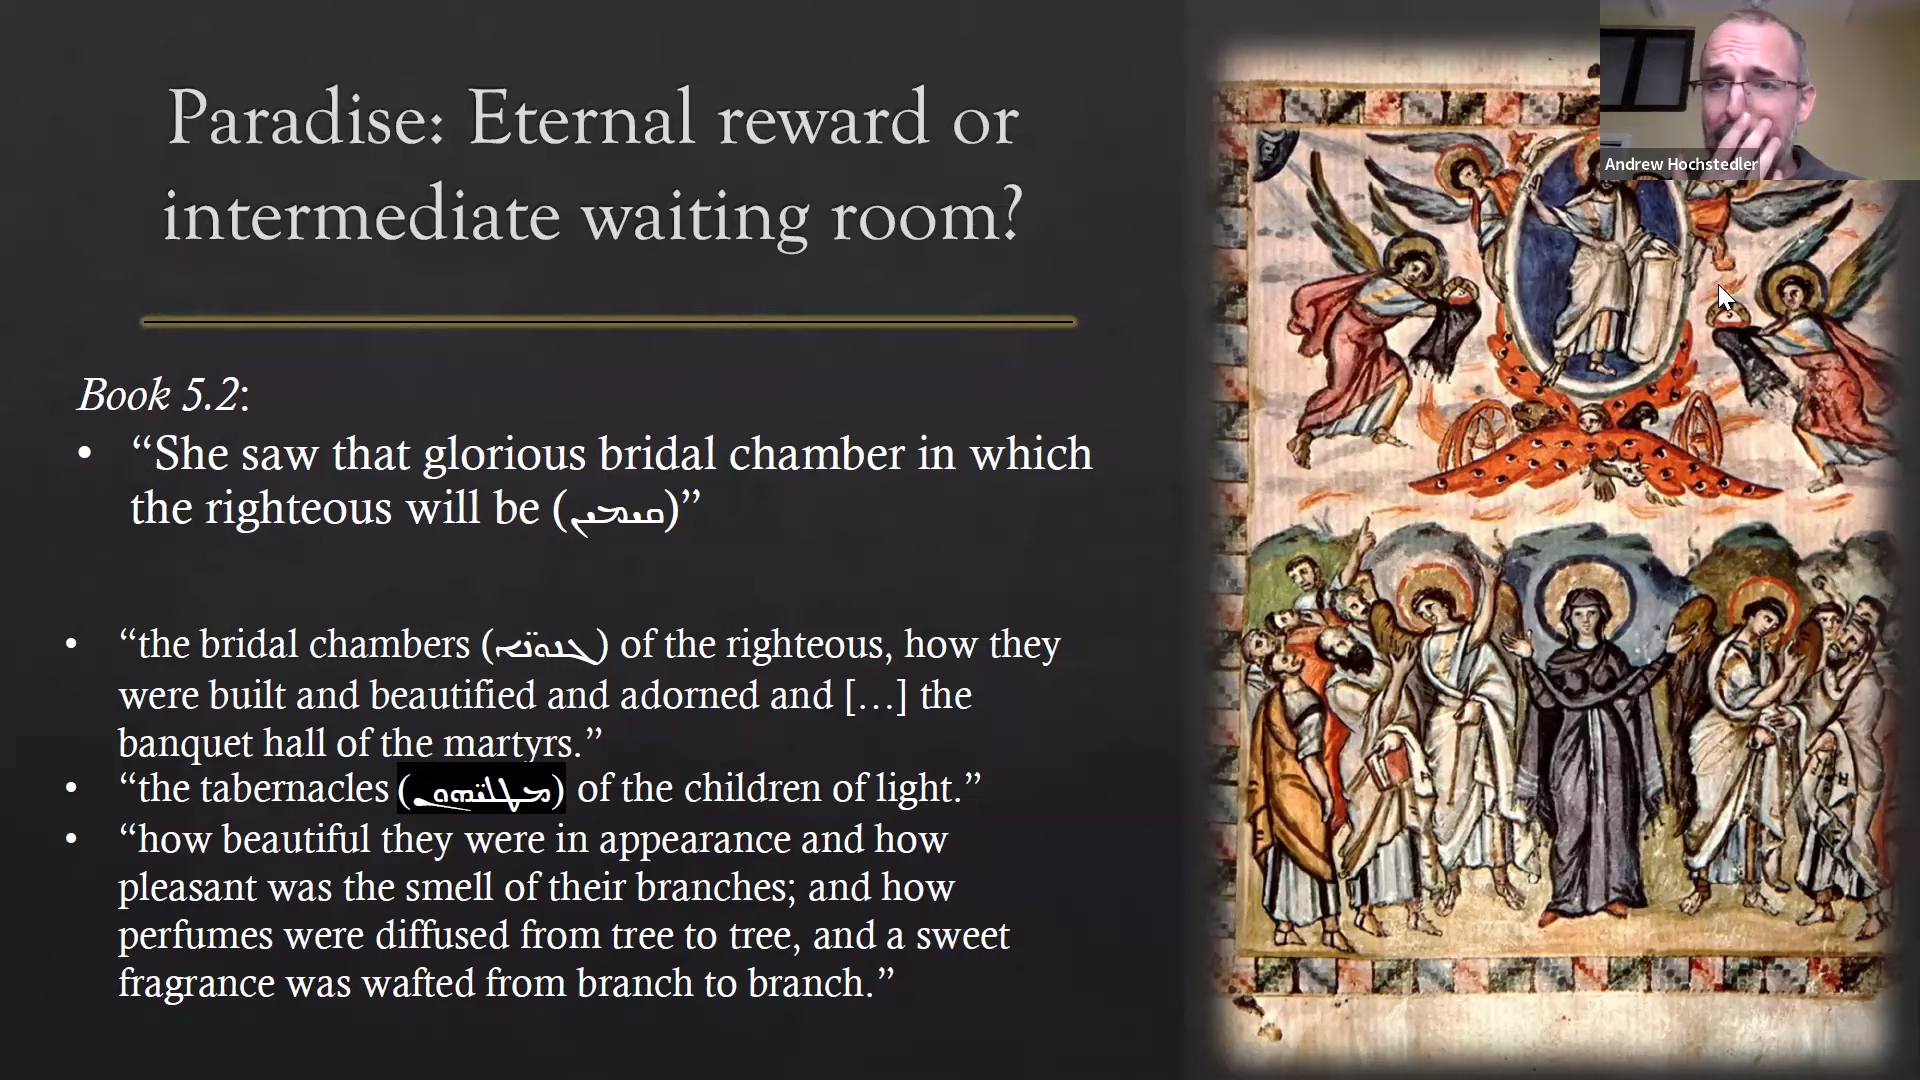 Paradise: Eternal reward or
intermediate waiting room?
Andrew Hochstedler
Book 5.2:
• “She saw that glorious bridal chamber in which
the righteous will be (ܩܝܡܝܢ)”
• “the bridal chambers (ܓܢܘܢ̈ܐ) of the righteous, how they
were built and beautified and adorned and […] the
banquet hall of the martyrs.”
• “the tabernacles (ܡܛܠܝ̈ܗܘܢ) of the children of light.”
• “how beautiful they were in appearance and how
pleasant was the smell of their branches; and how
perfumes were diffused from tree to tree, and a sweet
fragrance was wafted from branch to branch.”